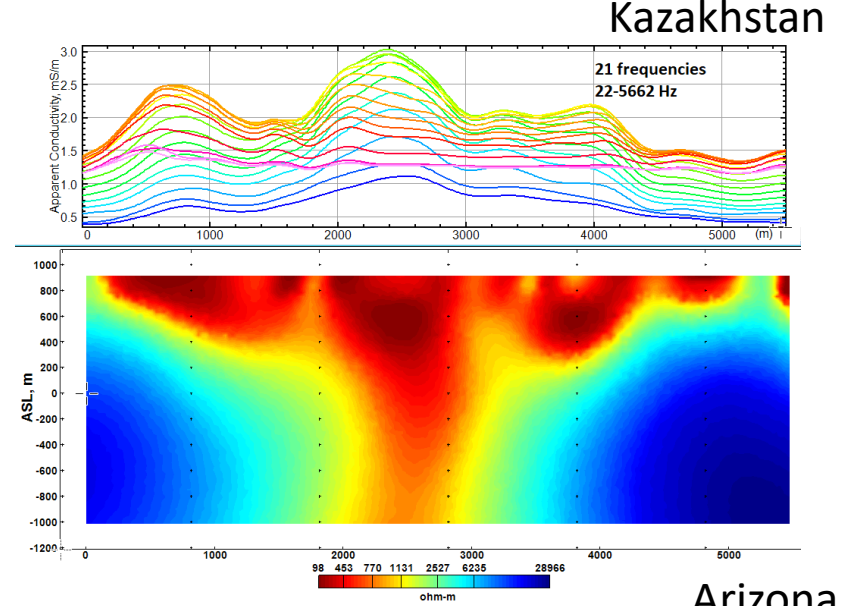 Kazakhstan
3.0
2.5
2.0
1.5
1.0
0.5
Apparent Conductivity, mS/m
21 frequencies
22-5662 Hz
0 1000 2000 3000 4000 5000 (m)
1000
800
600
400
200
0
-200
-400
-600
-800
-1000
-1200
ASL, m
0 1000 2000 3000 4000 5000
98 453 770 1131 2527 6235 28966
ohm-m
Arizona